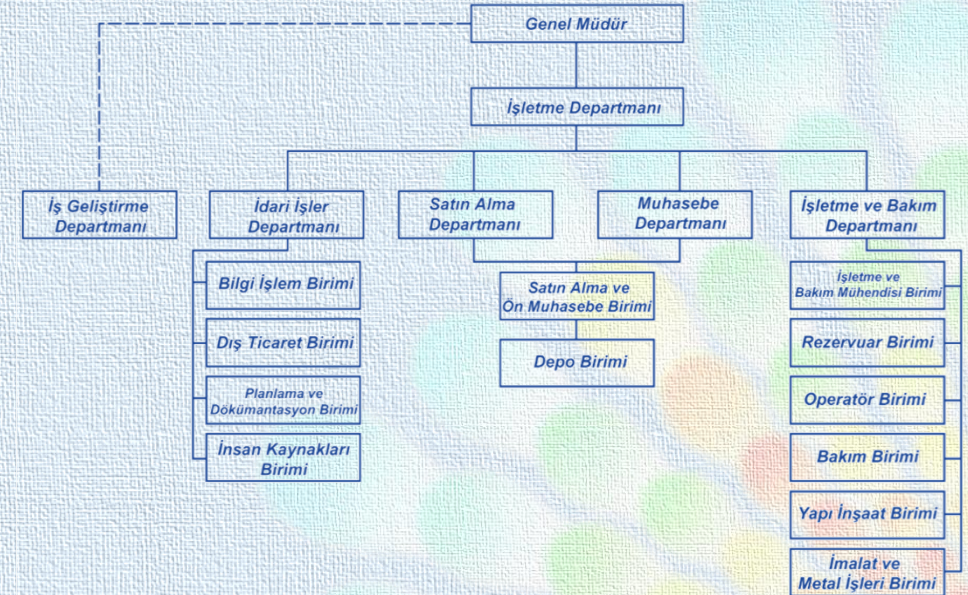 Genel Müdür
İşletme Departmanı
İş Geliştirme
Departmanı
İdari İşler
Departmanı
Satın Alma
Departmanı
Muhasebe
Departmanı
İşletme ve Bakım
Departmanı
Bilgi İşlem Birimi
Dış Ticaret Birimi
Planlama ve
Dökümantasyon Birimi
İnsan Kaynakları
Birimi
Satın Alma ve
Ön Muhasebe Birimi
Depo Birimi
İşletme ve
Bakım Mühendisi Birimi
Rezervuar Birimi
Operatör Birimi
Bakım Birimi
Yapı İnşaat Birimi
İmalat ve
Metal İşleri Birimi